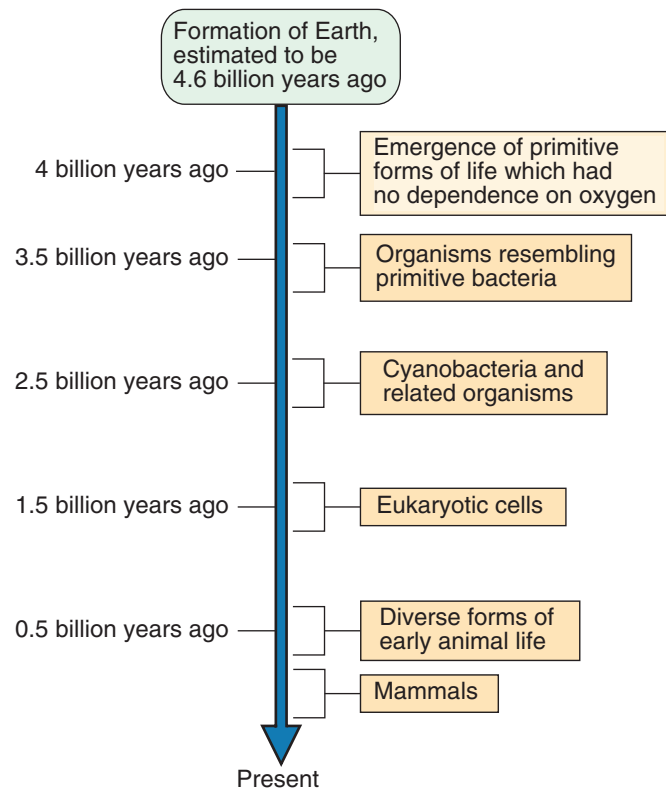 Formation of Earth,
estimated to be
4.6 billion years ago
4 billion years ago
Emergence of primitive
forms of life which had
no dependence on oxygen
3.5 billion years ago
Organisms resembling
primitive bacteria
2.5 billion years ago
Cyanobacteria and
related organisms
1.5 billion years ago
Eukaryotic cells
0.5 billion years ago
Diverse forms of
early animal life
Mammals
Present